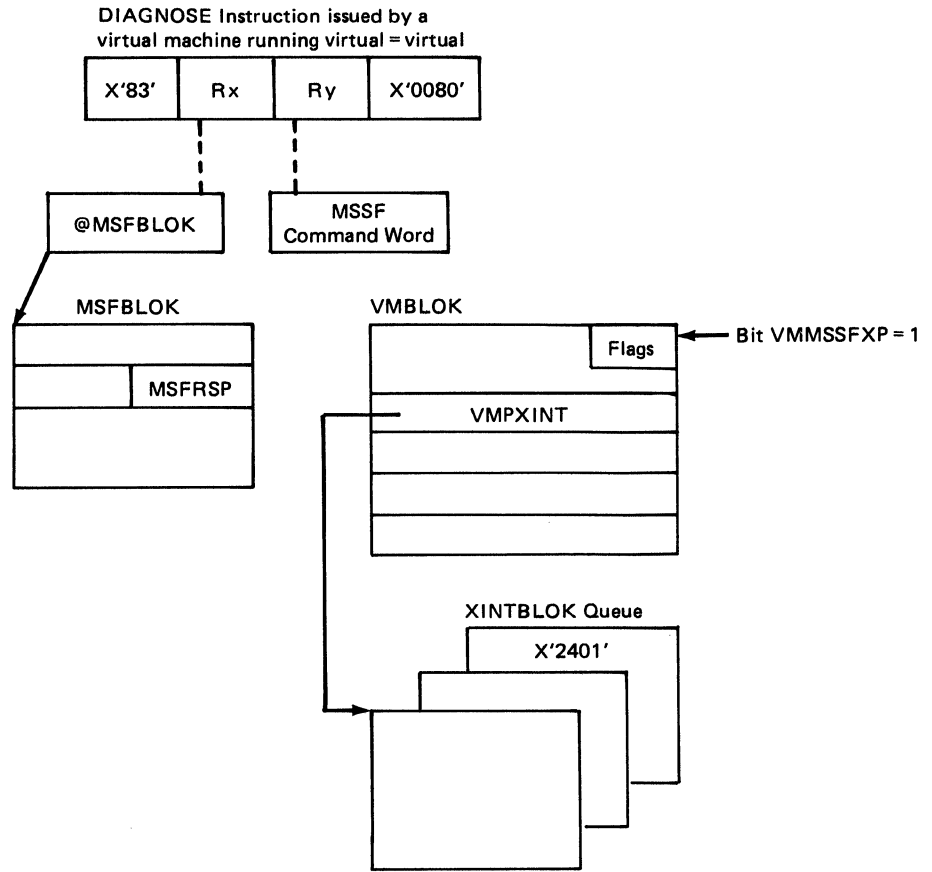 DIAGNOSE Instruction issued by a
virtual machine running virtual = virtual
X'83' Rx Ry X'0080'
@MSFBLOK
MSSF
Command Word
MSFBLOK
VMBLOK
Flags
Bit VMMSSFXP = 1
MSFRSP
VMPXINT
XINTBLOK Queue
X'2401'